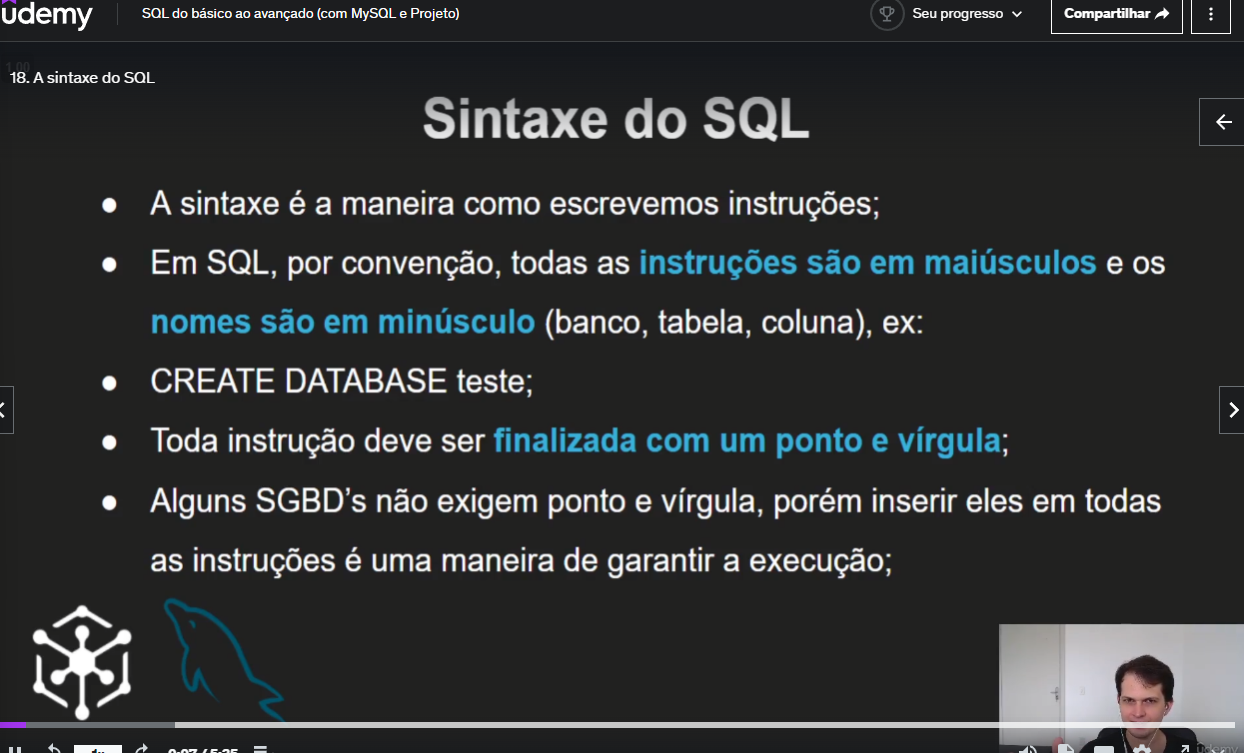 udemy
SQL do básico ao avançado (com MySQL e Projeto)
Seu progresso
Compartilhar
1.00
18. A sintaxe do SQL
Sintaxe do SQL
A sintaxe é a maneira como escrevemos instruções;
Em SQL, por convenção, todas as instruções são em maiúsculos e os
nomes são em minúsculo (banco, tabela, coluna), ex:
CREATE DATABASE teste;
Toda instrução deve ser finalizada com um ponto e vírgula;
Alguns SGBD's não exigem ponto e vírgula, porém inserir eles em todas
as instruções é uma maneira de garantir a execução;
0:07 / 5:25
udemy